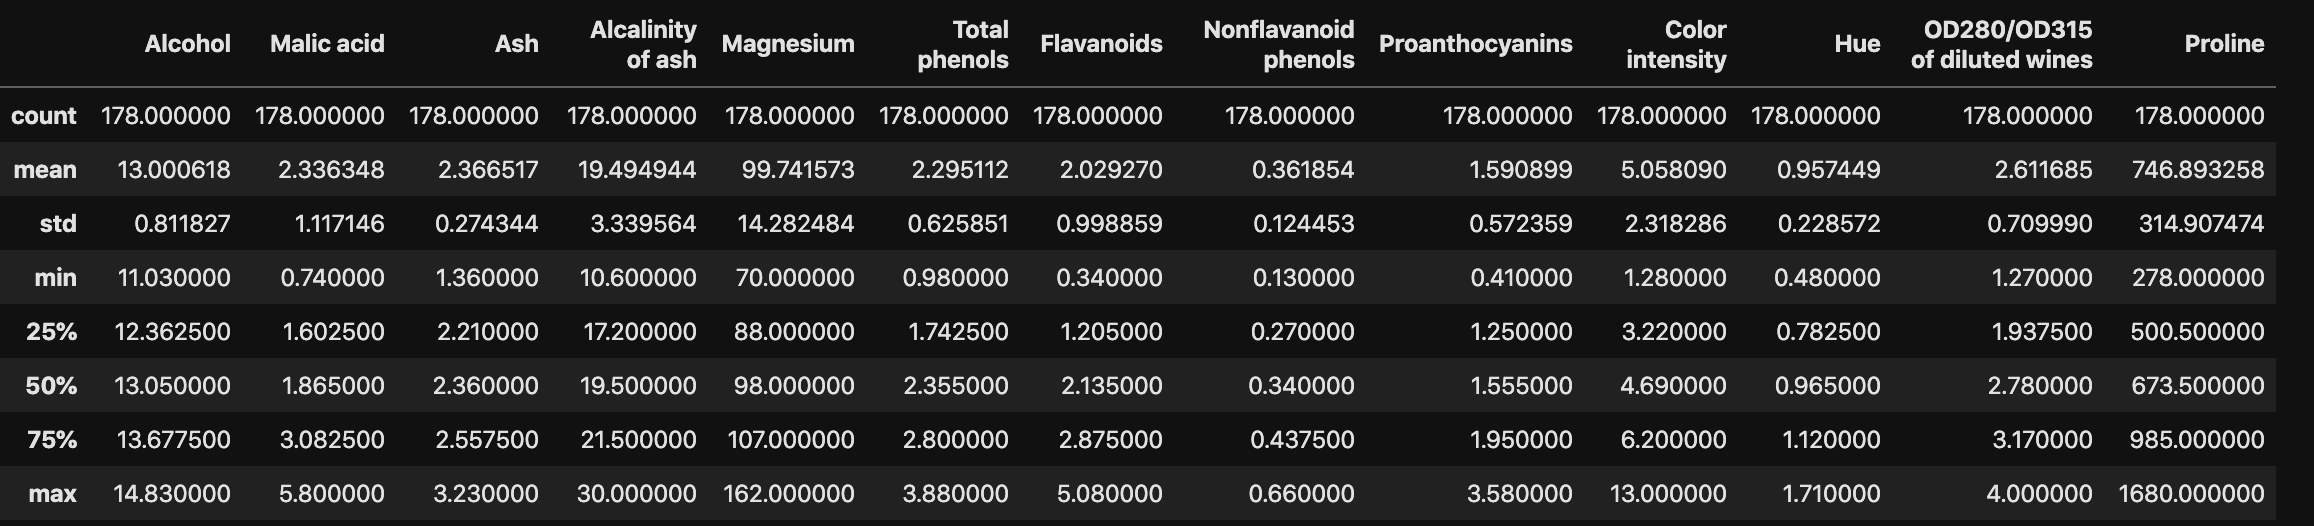 Alcohol Malic acid Ash Alcalinity of ash Magnesium Total phenols Flavanoids Nonflavanoid phenols Proanthocyanins Color intensity Hue OD280/OD315 of diluted wines Proline
count 178.000000 178.000000 178.000000 178.000000 178.000000 178.000000 178.000000 178.000000 178.000000 178.000000 178.000000 178.000000 178.000000
mean 13.000618 2.336348 2.366517 19.494944 99.741573 2.295112 2.029270 0.361854 1.590899 5.058090 0.957449 2.611685 746.893258
std 0.811827 1.117146 0.274344 3.339564 14.282484 0.625851 0.998859 0.124453 0.572359 2.318286 0.228572 0.709990 314.907474
min 11.030000 0.740000 1.360000 10.600000 70.000000 0.980000 0.340000 0.130000 0.410000 1.280000 0.480000 1.270000 278.000000
25% 12.362500 1.602500 2.210000 17.200000 88.000000 1.742500 1.205000 0.270000 1.250000 3.220000 0.782500 1.937500 500.500000
50% 13.050000 1.865000 2.360000 19.500000 98.000000 2.355000 2.135000 0.340000 1.555000 4.690000 0.965000 2.780000 673.500000
75% 13.677500 3.082500 2.557500 21.500000 107.000000 2.800000 2.875000 0.437500 1.950000 6.200000 1.120000 3.170000 985.000000
max 14.830000 5.800000 3.230000 30.000000 162.000000 3.880000 5.080000 0.660000 3.580000 13.000000 1.710000 4.000000 1680.000000